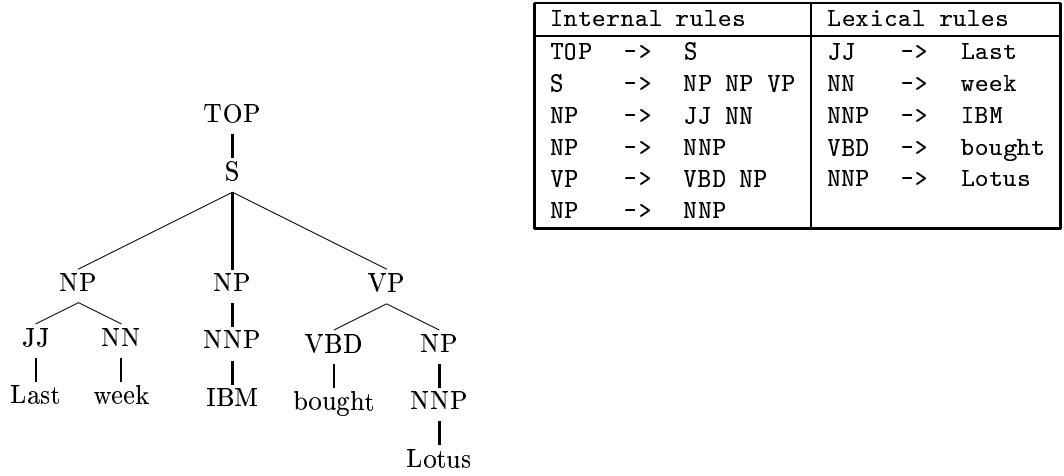 TOP
S
NP NP VP
JJ NN NNP VBD NP
Last week IBM bought NNP
Lotus
Internal rules Lexical rules
TOP -> S JJ -> Last
S -> NP NP VP NN -> week
NP -> JJ NN NNP -> IBM
NP -> NNP VBD -> bought
VP -> VBD NP NNP -> Lotus
NP -> NNP